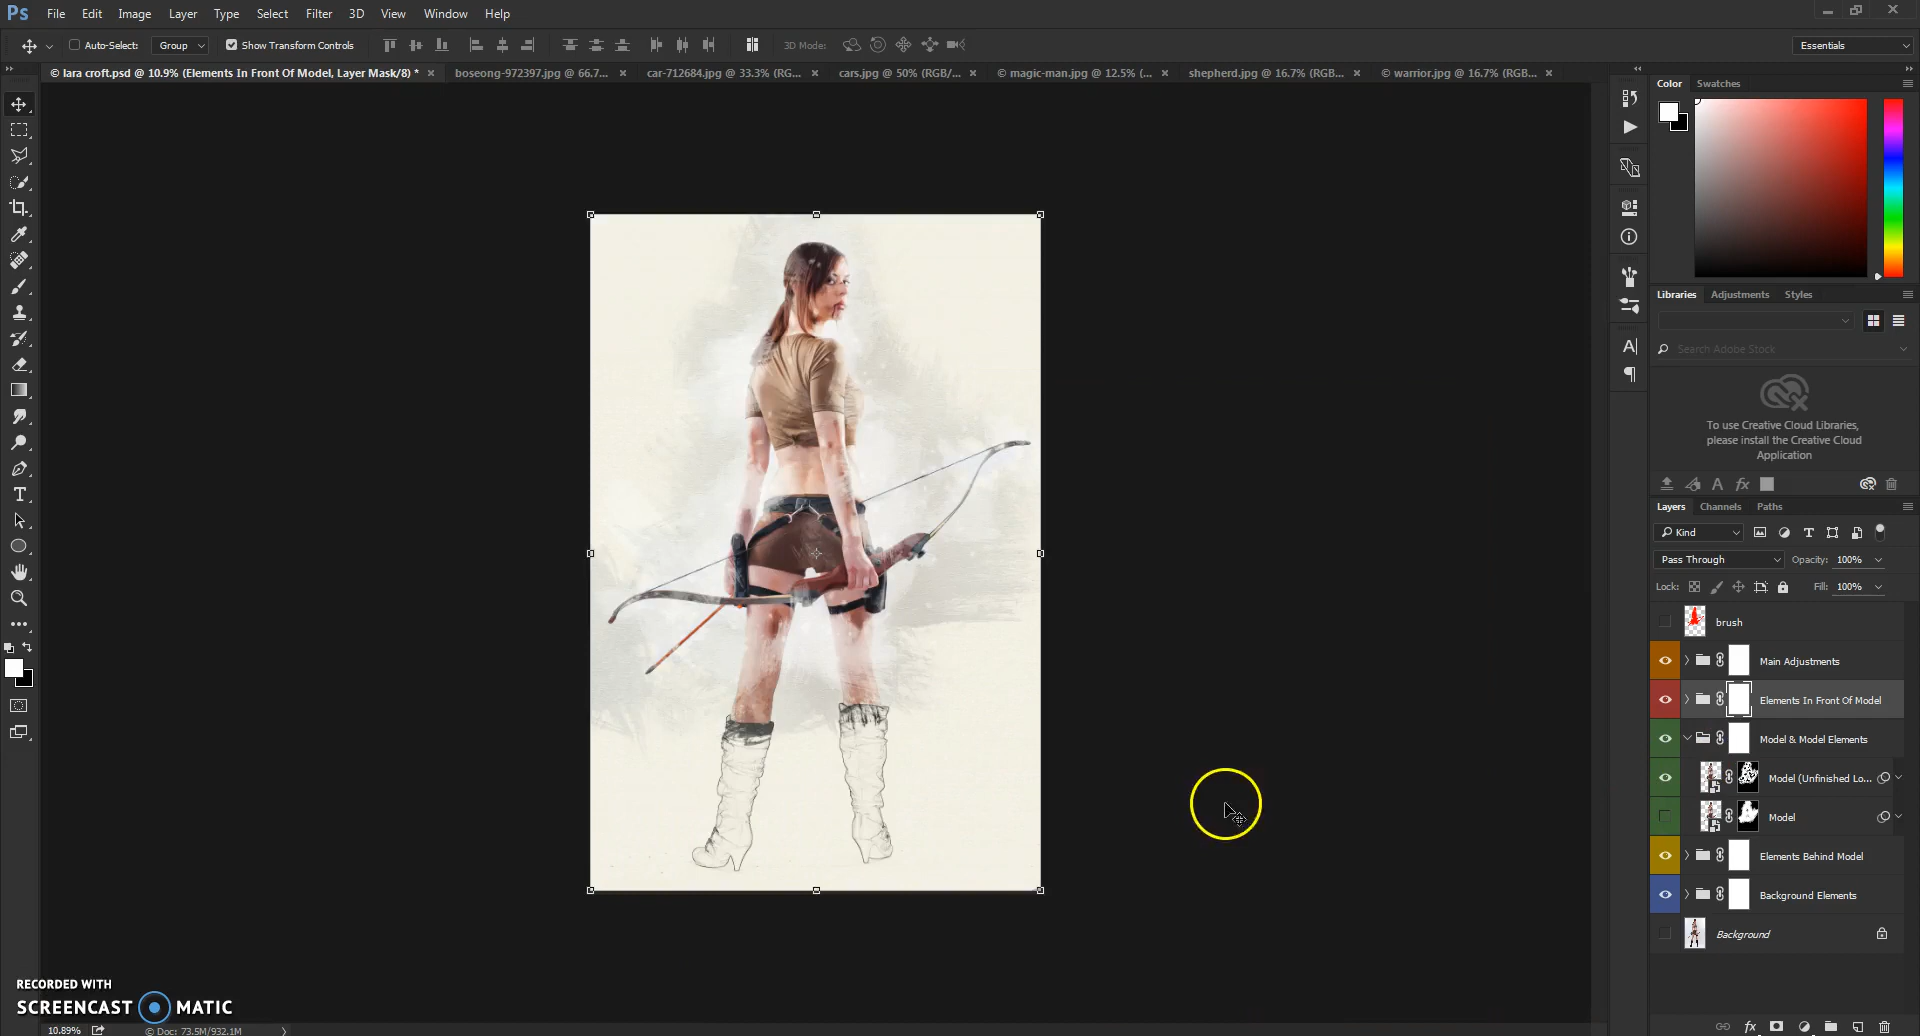 Ps File Edit Image Layer Type Select Filter 3D View Window Help
Auto-Select: Group Show Transform Controls 3D Mode: Essentials
© lara croft.psd @ 10.9% (Elements In Front Of Model, Layer Mask/8) * × boseong-972397.jpg @ 66.7... × car-712684.jpg @ 33.3% (RG... × cars.jpg @ 50% (RGB/... × © magic-man.jpg @ 12.5% (... × shepherd.jpg @ 16.7% (RGB... × © warrior.jpg @ 16.7% (RGB... ×
Color Swatches
Libraries Adjustments Styles
Search Adobe Stock
To use Creative Cloud Libraries,
please install the Creative Cloud
Application
Layers Channels Paths
Kind
Pass Through Opacity: 100%
Lock: Fill: 100%
brush
Main Adjustments
Elements In Front Of Model
Model & Model Elements
Model (Unfinished Lo...
Model
Elements Behind Model
Background Elements
Background
RECORDED WITH
SCREENCAST MATIC
10.89% © Doc: 73.5M/932.1M